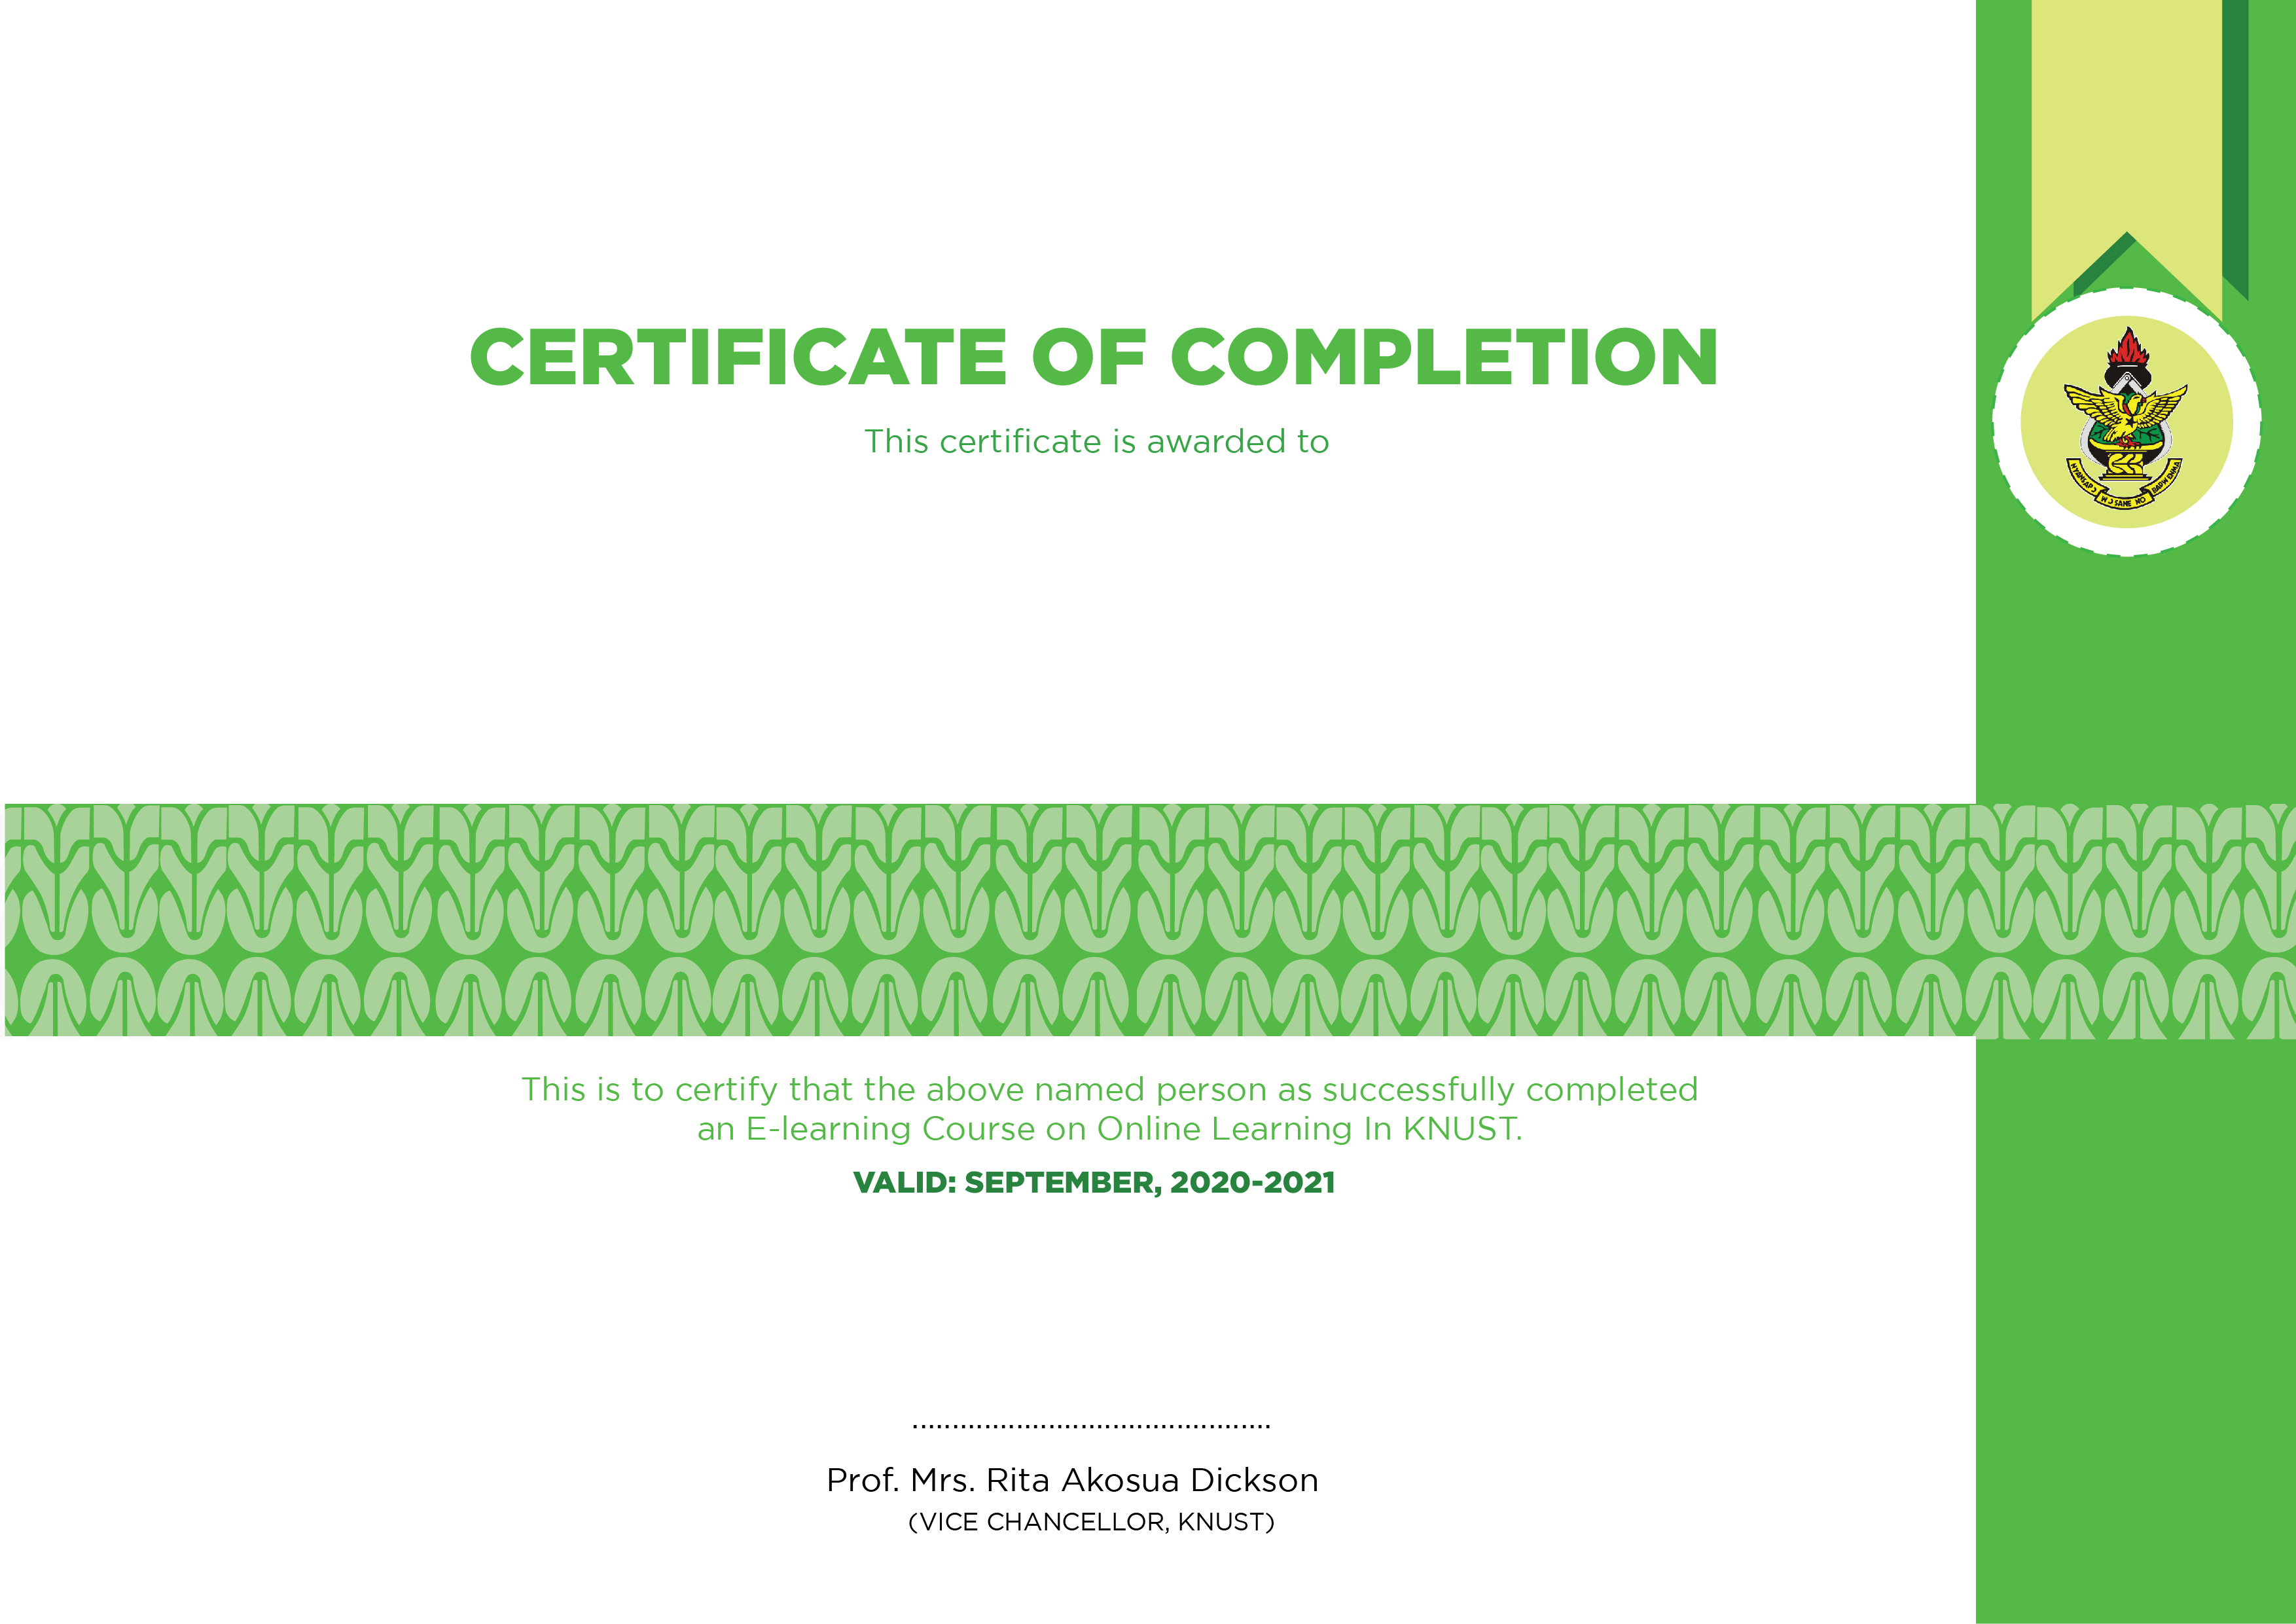 CERTIFICATE OF COMPLETION
This certificate is awarded to
NYANSAPƆ
WƆSANE NO
BADWENMA
This is to certify that the above named person as successfully completed
an E-learning Course on Online Learning In KNUST.
VALID: SEPTEMBER, 2020-2021
............................................
Prof. Mrs. Rita Akosua Dickson
(VICE CHANCELLOR, KNUST)